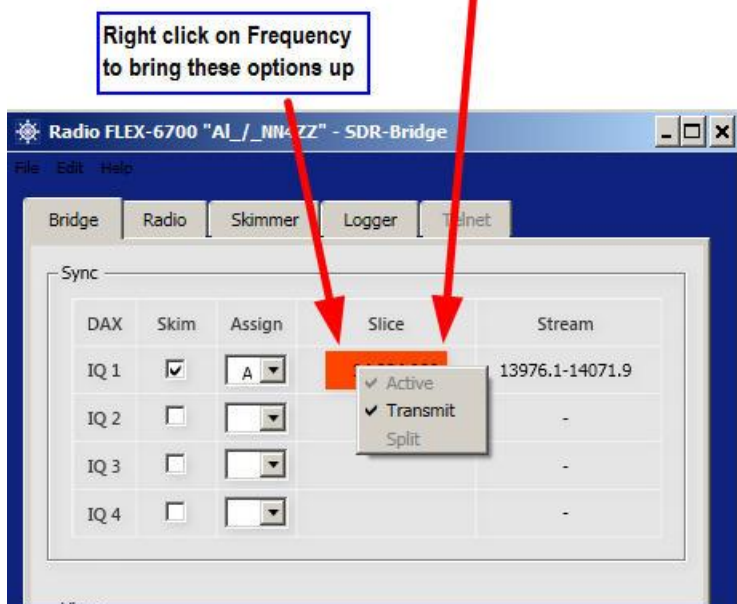 Right click on Frequency
to bring these options up
Radio FLEX-6700 "Al_/_NN4ZZ" - SDR-Bridge
File Edit Help
Bridge Radio Skimmer Logger Telnet
Sync
DAX Skim Assign Slice Stream
IQ 1 A 13976.1-14071.9
Active
IQ 2 Transmit -
Split
IQ 3 -
IQ 4 -